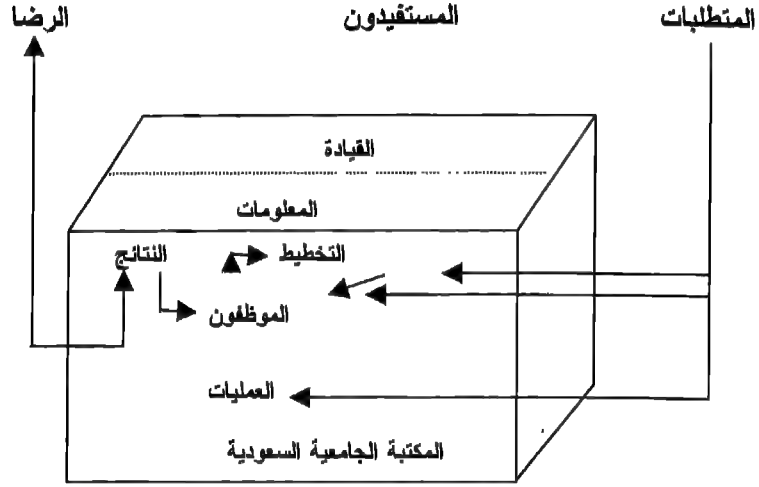 المتطلبات المستفيدون الرضا
القيادة
المعلومات
التخطيط النتائج
الموظفون
العمليات
المكتبة الجامعية السعودية